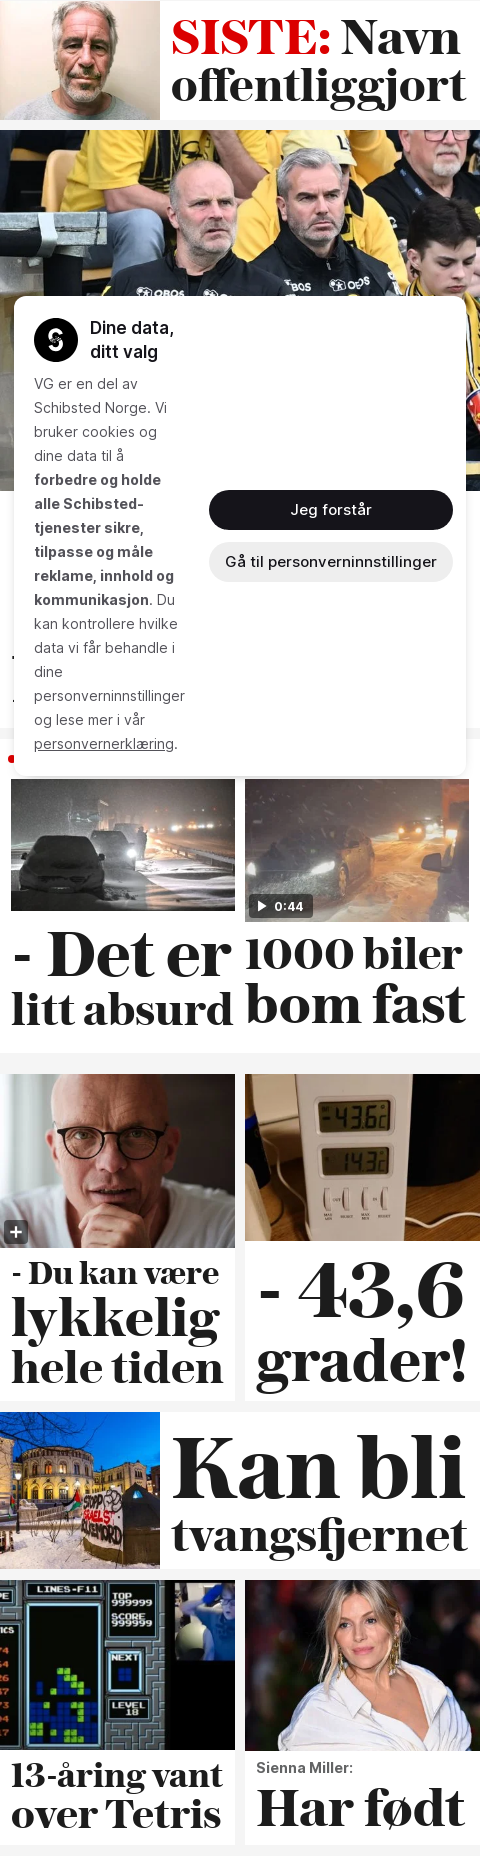 SISTE: Navn
offentliggjort
OBOS
OBOS
Dine data,
ditt valg
VG er en del av
Schibsted Norge. Vi
bruker cookies og
dine data til å
forbedre og holde
alle Schibsted-
tjenester sikre,
tilpasse og måle
reklame, innhold og
kommunikasjon. Du
kan kontrollere hvilke
data vi får behandle i
dine
personverninnstillinger
og lese mer i vår
personvernerklæring.
Jeg forstår
Gå til personverninnstillinger
0:44
- Det er
litt absurd
1000 biler
bom fast
-43.6c
14.3c
- Du kan være
lykkelig
hele tiden
- 43,6
grader!
STOPP
ISRAELS
Kan bli
tvangsfjernet
LINES-F11
TOP
999999
SCORE
999999
NEXT
LEVEL
18
13-åring vant
over Tetris
Sienna Miller:
Har født